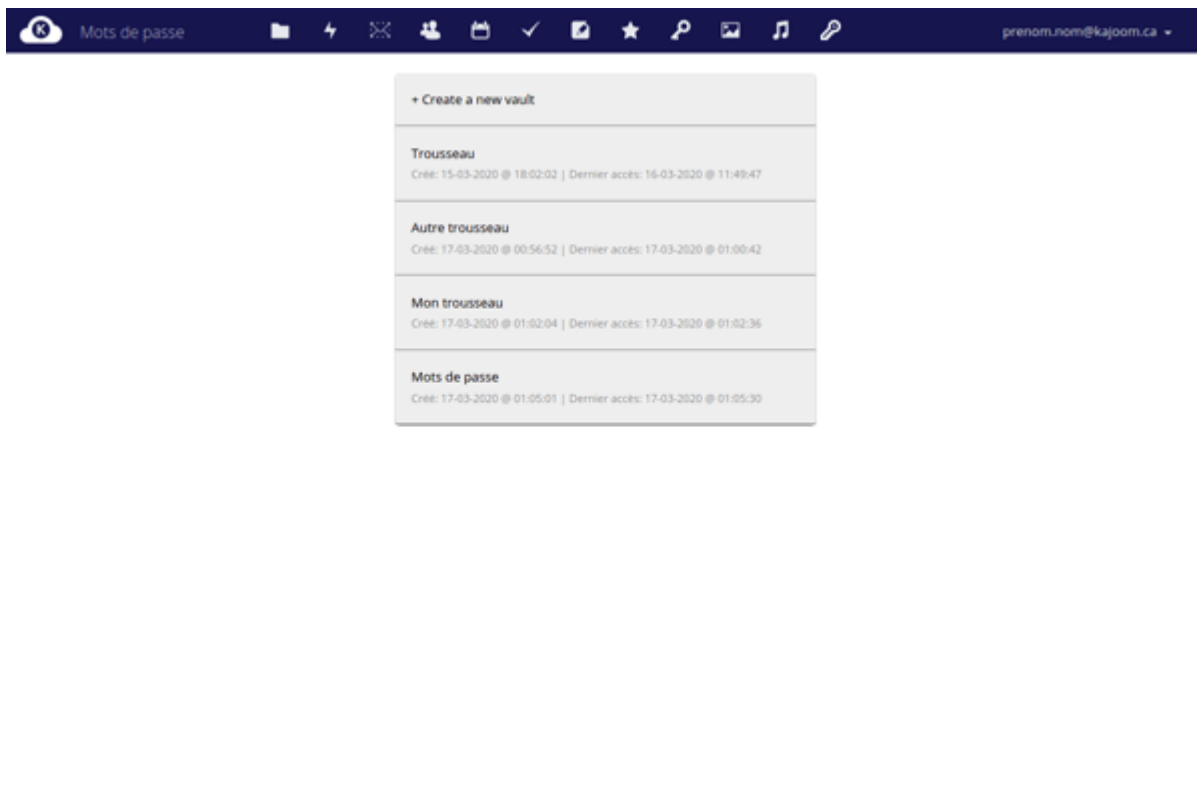 K
Mots de passe
prenom.nom@kajoom.ca
+ Create a new vault
Trousseau
Créé: 15-03-2020 @ 18:02:02 | Dernier accès: 16-03-2020 @ 11:49:47
Autre trousseau
Créé: 17-03-2020 @ 00:56:52 | Dernier accès: 17-03-2020 @ 01:00:42
Mon trousseau
Créé: 17-03-2020 @ 01:02:04 | Dernier accès: 17-03-2020 @ 01:02:36
Mots de passe
Créé: 17-03-2020 @ 01:05:01 | Dernier accès: 17-03-2020 @ 01:05:30